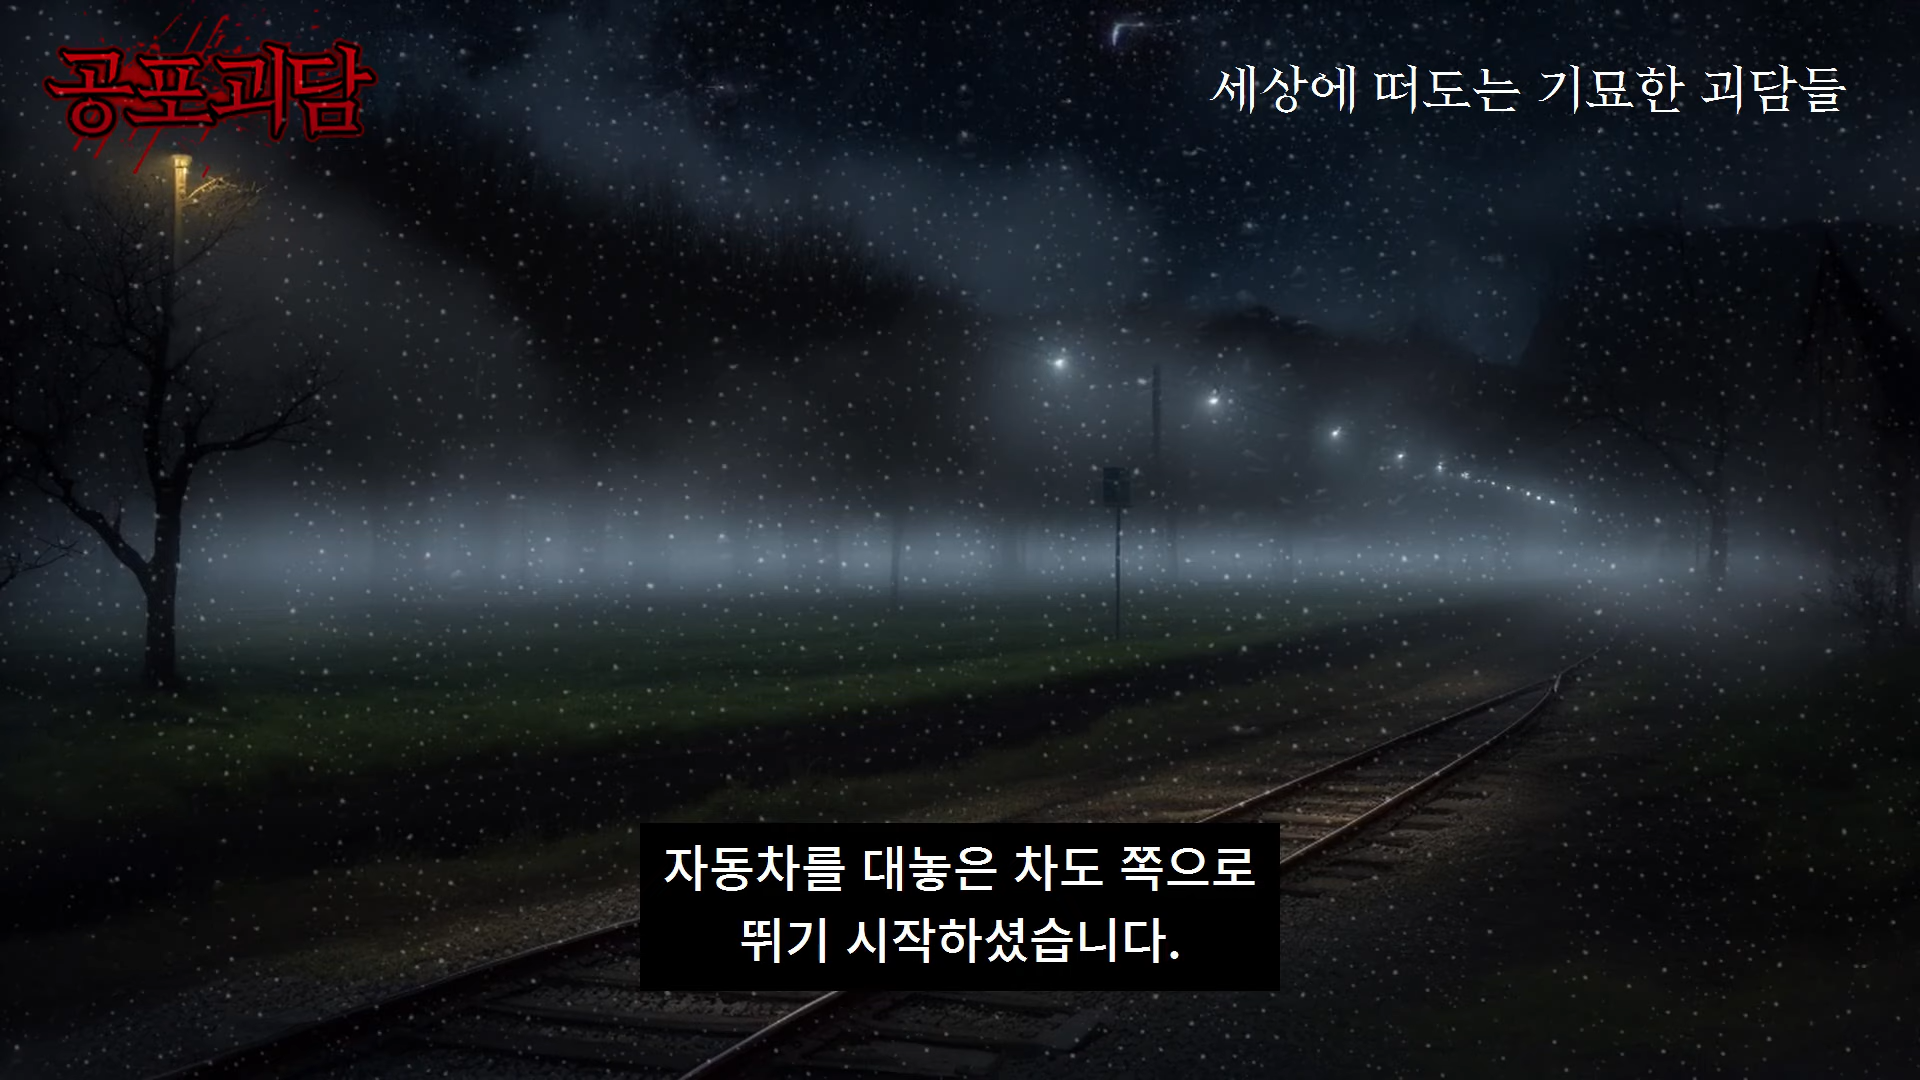 공포괴담
세상에 떠도는 기묘한 괴담들
자동차를 대놓은 차도 쪽으로
뛰기 시작하셨습니다.